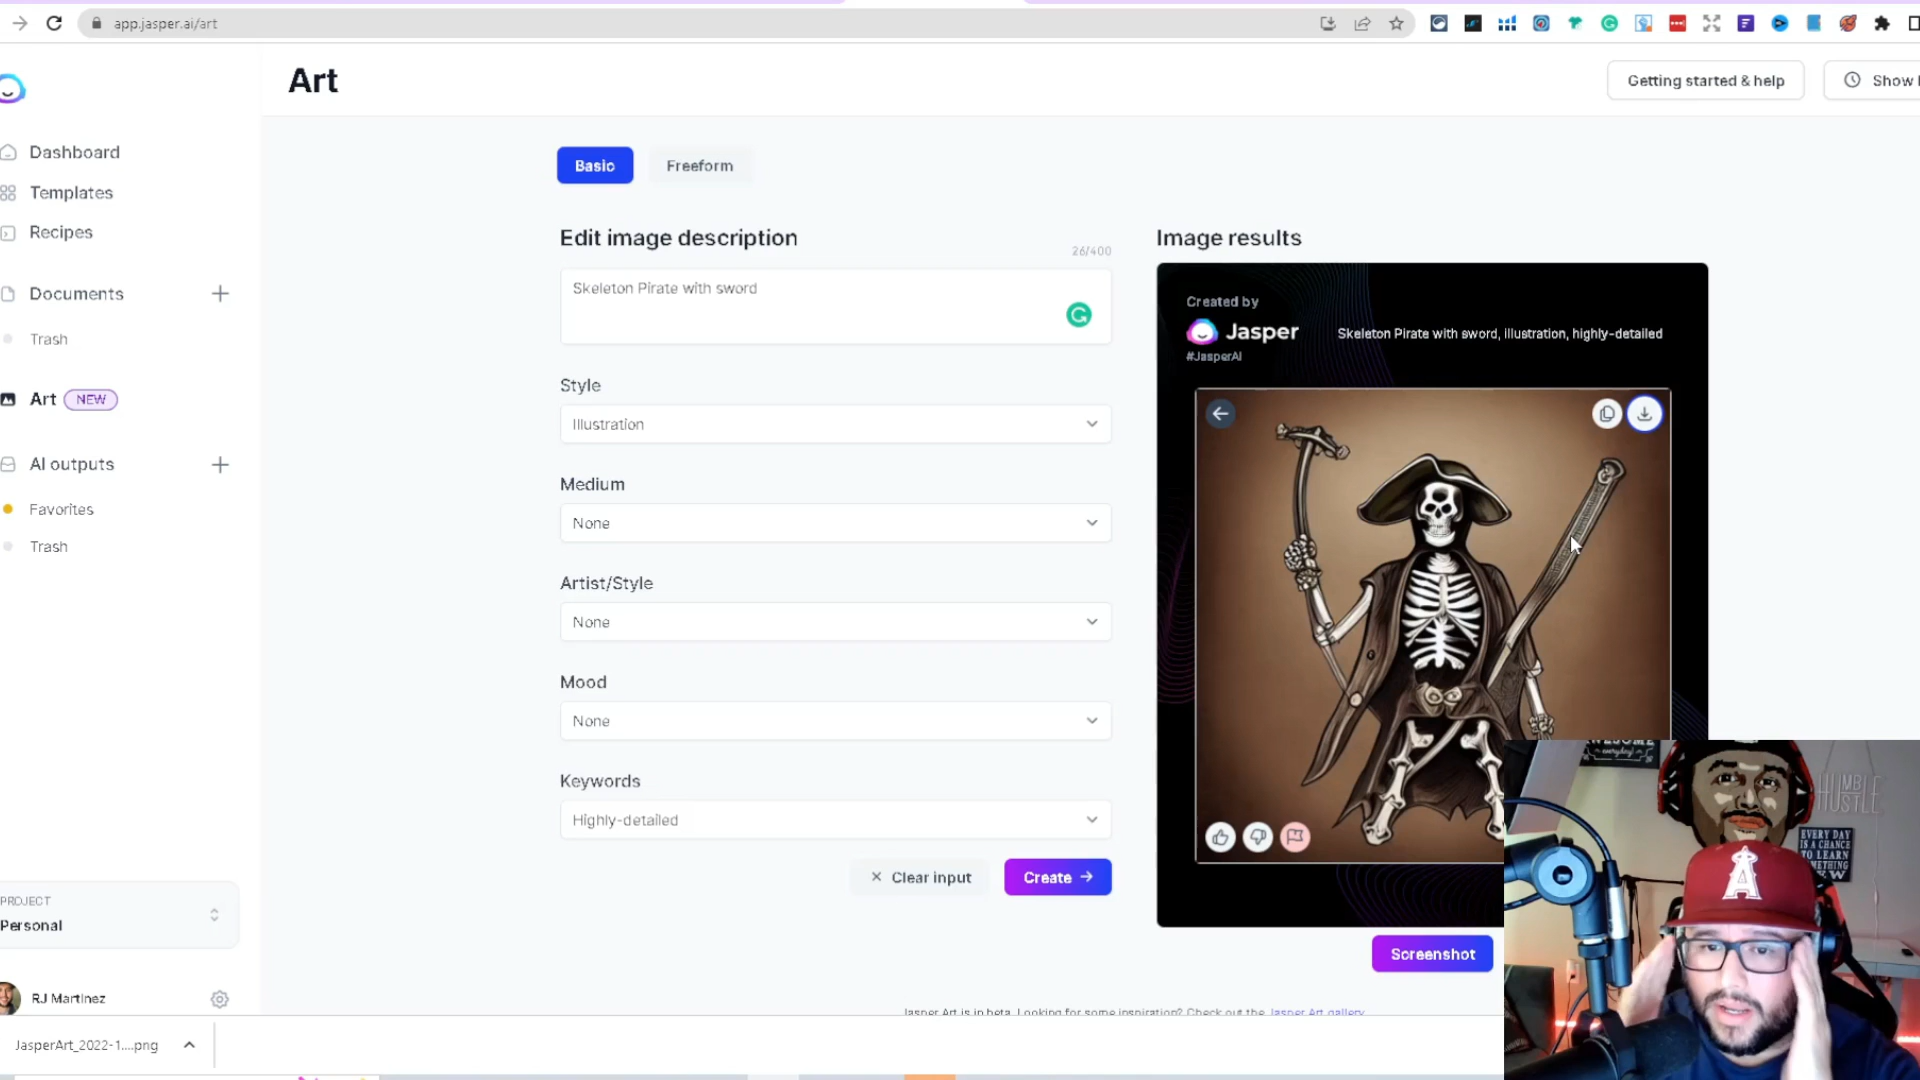 app.jasper.ai/art
Art
Getting started & help
Show
Dashboard
Templates
Recipes
Documents
Trash
Art NEW
AI outputs
Favorites
Trash
PROJECT
Personal
RJ Martinez
Basic
Freeform
Edit image description
26/400
Skeleton Pirate with sword
Style
Illustration
Medium
None
Artist/Style
None
Mood
None
Keywords
Highly-detailed
Clear input
Create
Image results
Created by
Jasper
#JasperAI
Skeleton Pirate with sword, illustration, highly-detailed
Screenshot
Jasper Art is in beta. Looking for some inspiration? Check out the Jasper Art gallery
JasperArt_2022-1....png
AWESOME
everyday!
HUMBLE
HUSTLE
EVERY DAY
IS A CHANCE
TO LEARN
SOMETHING
NEW
A